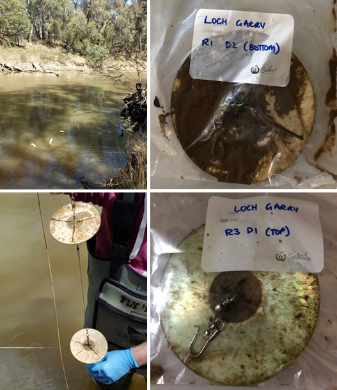 LOCH GARRY
R1 D2 (BOTTOM)
LOCH GARRY
R3 D1 (TOP)